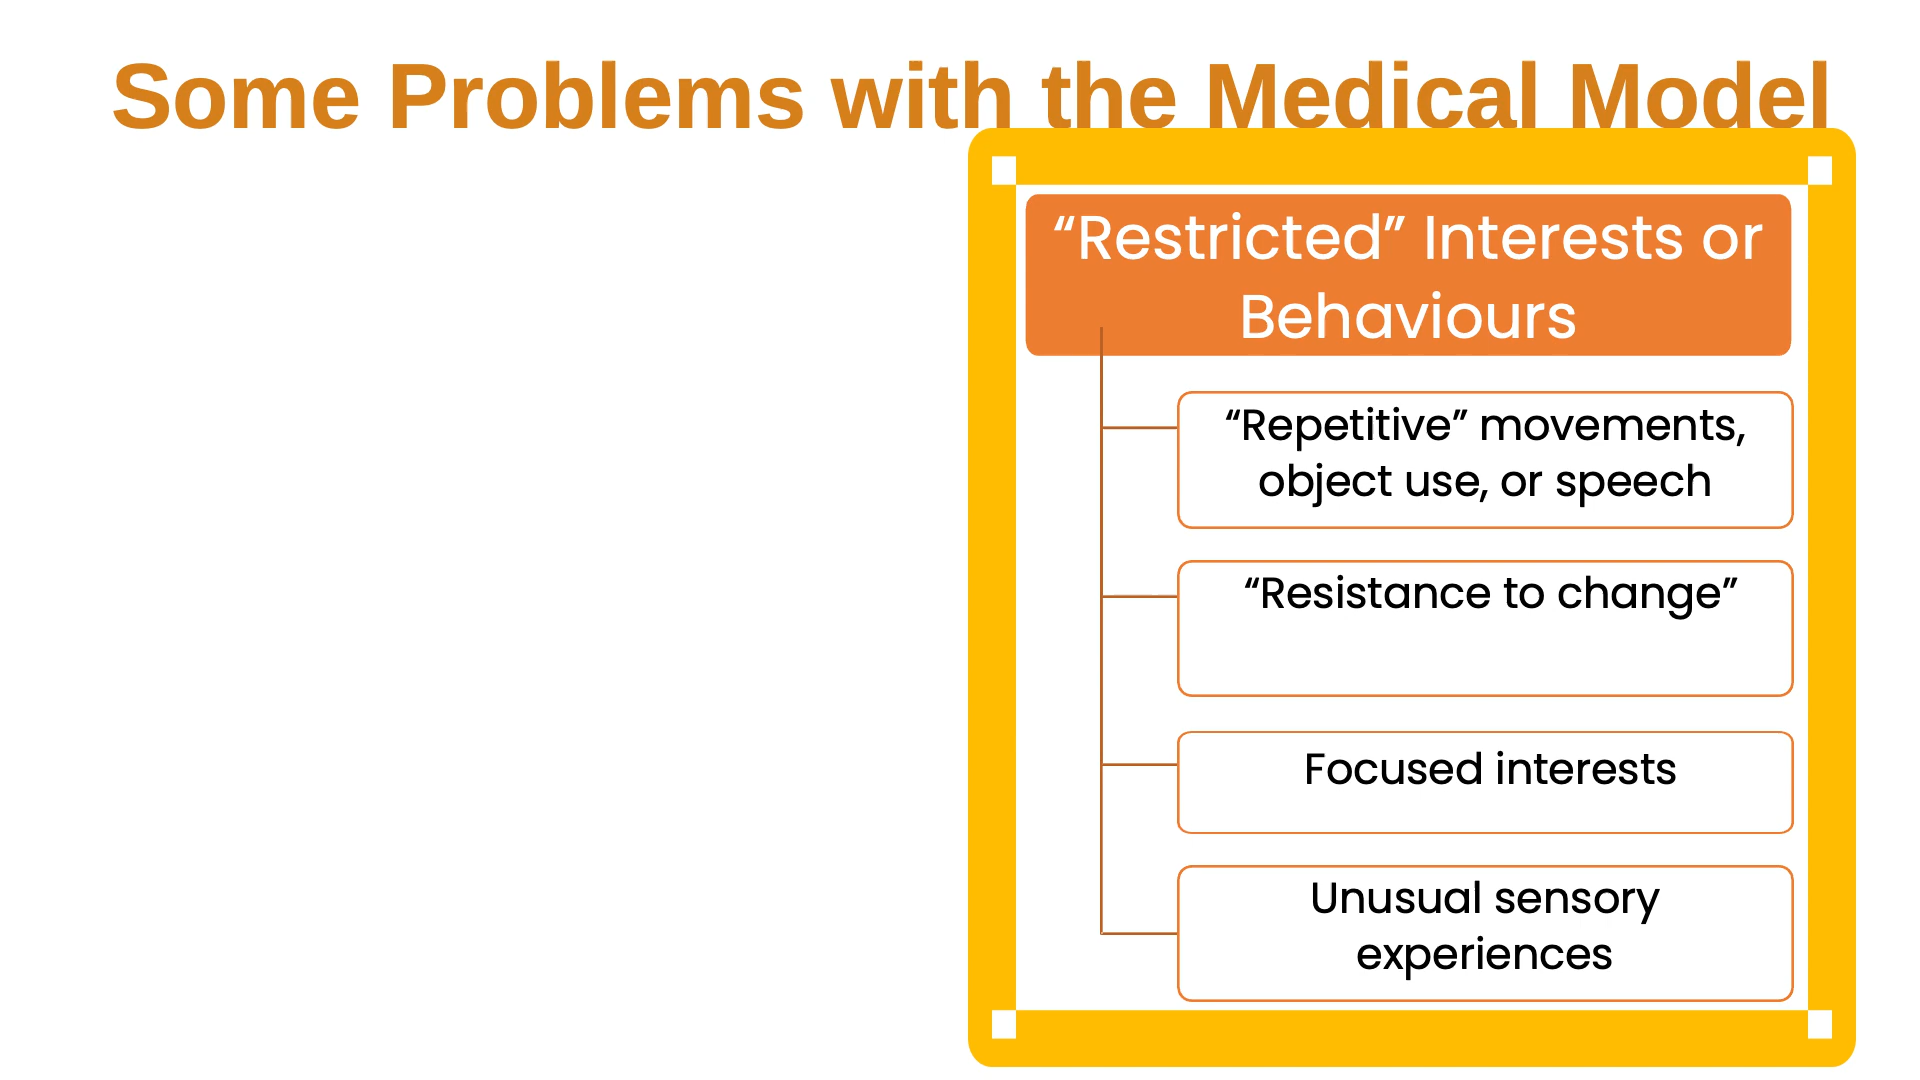 Some Problems with the Medical Model
“Restricted” Interests or
Behaviours
“Repetitive” movements,
object use, or speech
“Resistance to change”
Focused interests
Unusual sensory
experiences